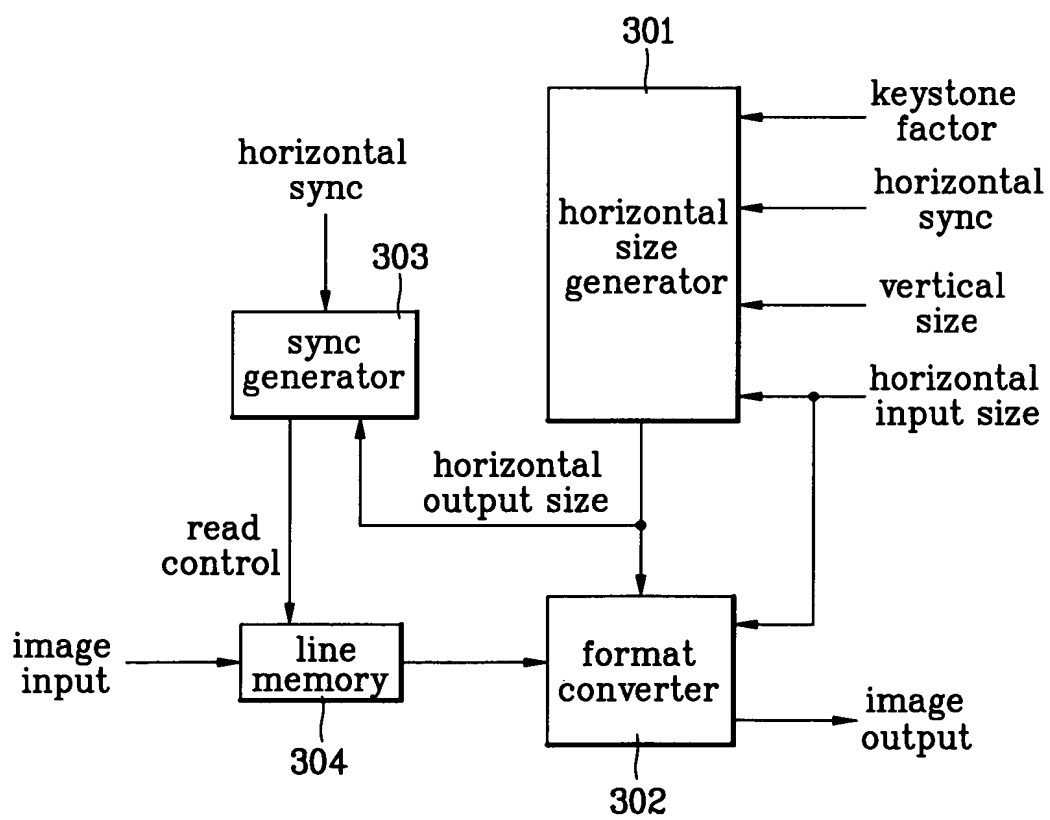 301
keystone
factor
horizontal
sync
horizontal
sync
303
horizontal
size
generator
vertical
size
sync
generator
horizontal
input size
horizontal
output size
read
control
image
input
line
memory
format
converter
image
output
304
302